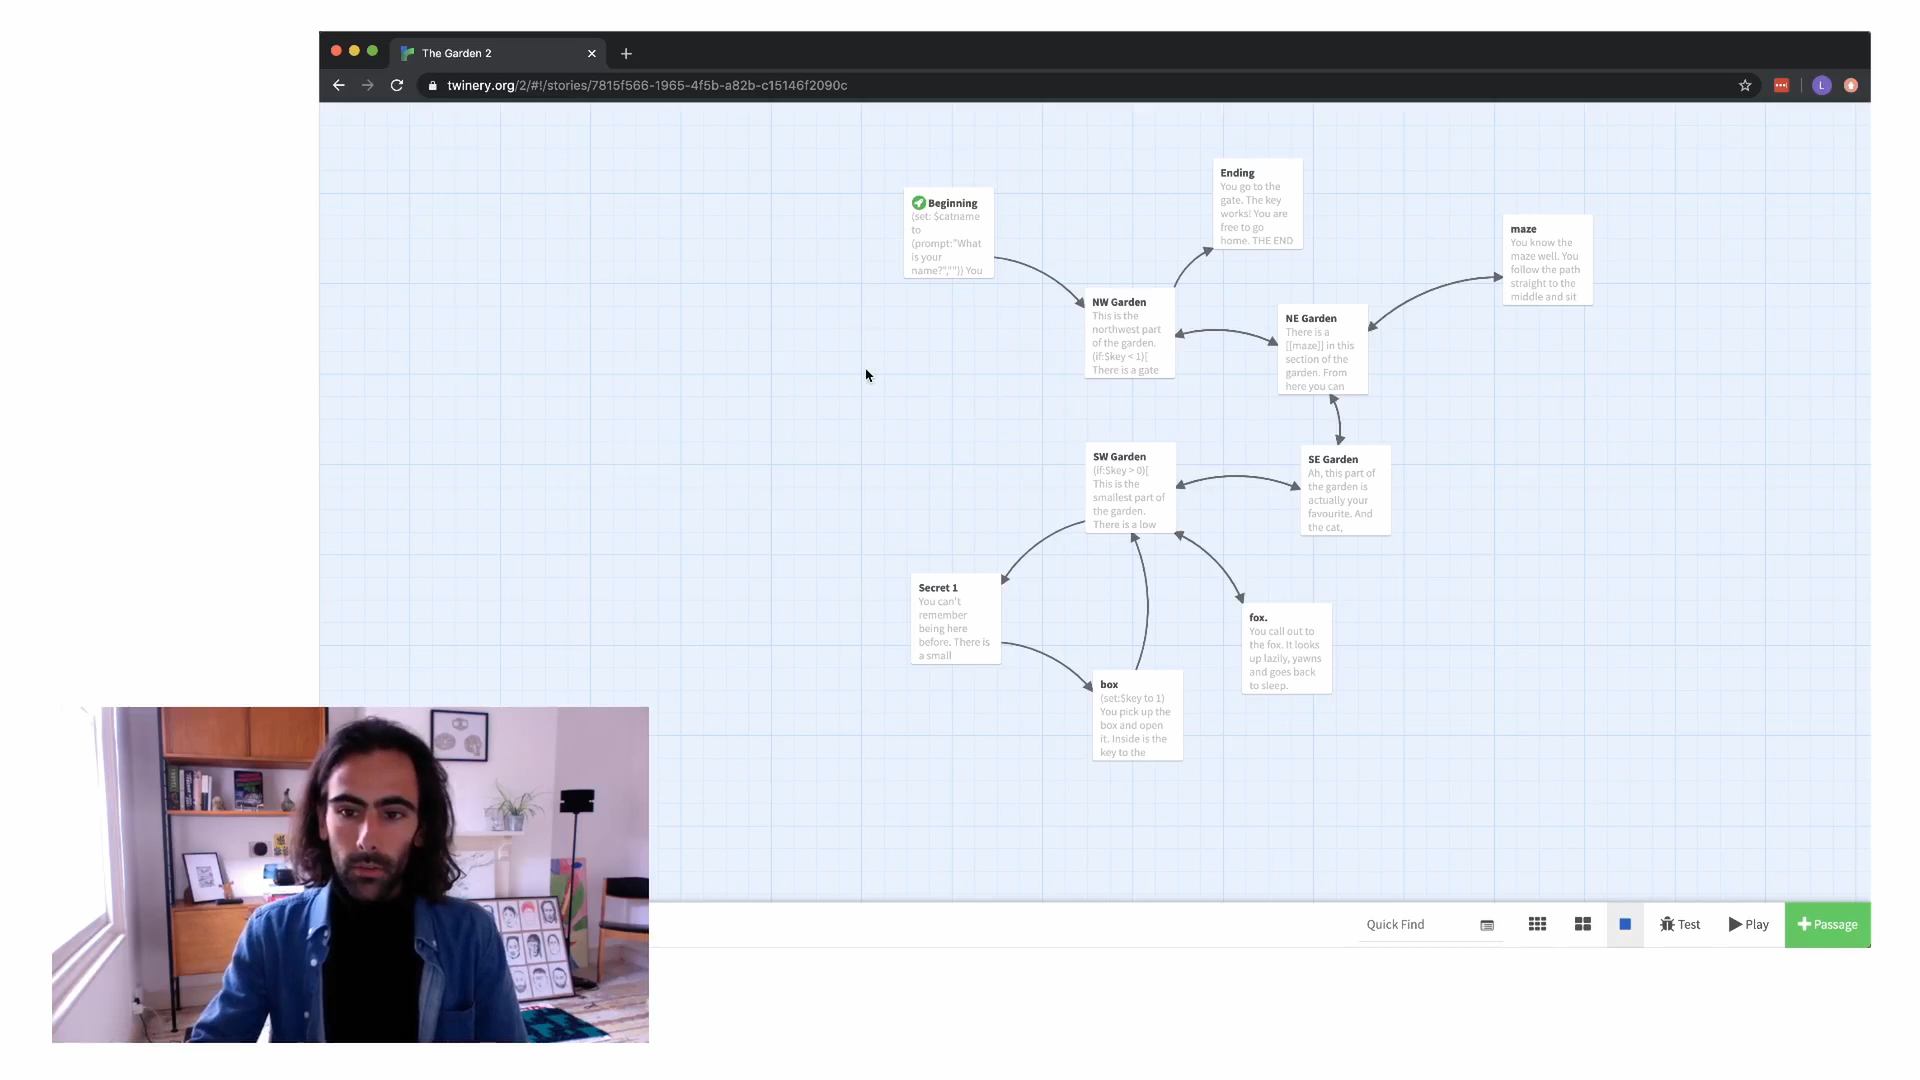 The Garden 2
twinery.org/2/#!/stories/7815f566-1965-4f5b-a82b-c15146f2090c
L
Ending
You go to the
gate. The key
works! You are
free to go
home. THE END
Beginning
(set: $catname
to
(prompt:"What
is your
name?","")) You
maze
You know the
maze well. You
follow the path
straight to the
middle and sit
NW Garden
This is the
northwest part
of the garden.
(if:$key < 1)[
There is a gate
NE Garden
There is a
[[maze]] in this
section of the
garden. From
here you can
SW Garden
(if:$key > 0)[
This is the
smallest part of
the garden.
There is a low
SE Garden
Ah, this part of
the garden is
actually your
favourite. And
the cat,
Secret 1
You can't
remember
being here
before. There is
a small
fox.
You call out to
the fox. It looks
up lazily, yawns
and goes back
to sleep.
box
(set:$key to 1)
You pick up the
box and open
it. Inside is the
key to the
Quick Find
Test
Play
+Passage